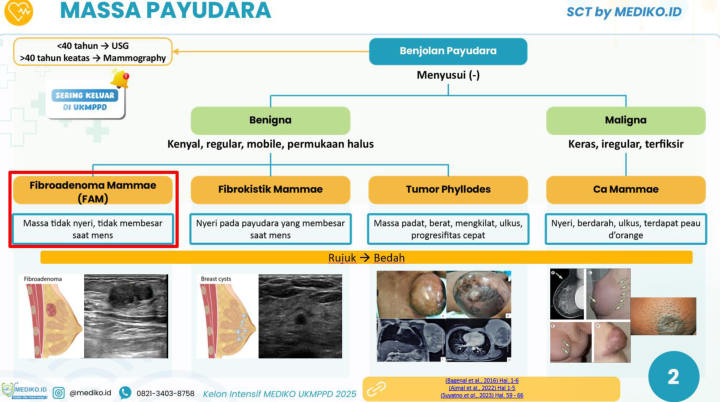 MASSA PAYUDARA
SCT by MEDIKO.ID
<40 tahun → USG
>40 tahun keatas → Mammography
Benjolan Payudara
Menyusui (-)
SERING KELUAR
DI UKMPPD
Benigna
Maligna
Kenyal, regular, mobile, permukaan halus
Keras, iregular, terfiksir
Fibroadenoma Mammae
(FAM)
Fibrokistik Mammae
Tumor Phyllodes
Ca Mammae
Massa tidak nyeri, tidak membesar
saat mens
Nyeri pada payudara yang membesar
saat mens
Massa padat, berat, mengkilat, ulkus,
progresifitas cepat
Nyeri, berdarah, ulkus, terdapat peau
d'orange
Rujuk → Bedah
Fibroadenoma
Breast cysts
MEDIKO.ID
@mediko.id
0821-3403-8758
Kelon Intensif MEDIKO UKMPPD 2025
(Bagenal et al., 2016) Hal. 1-6
(Ajmal et al., 2022) Hal 1-5
(Suyatno et al., 2023) Hal. 59 - 66
2